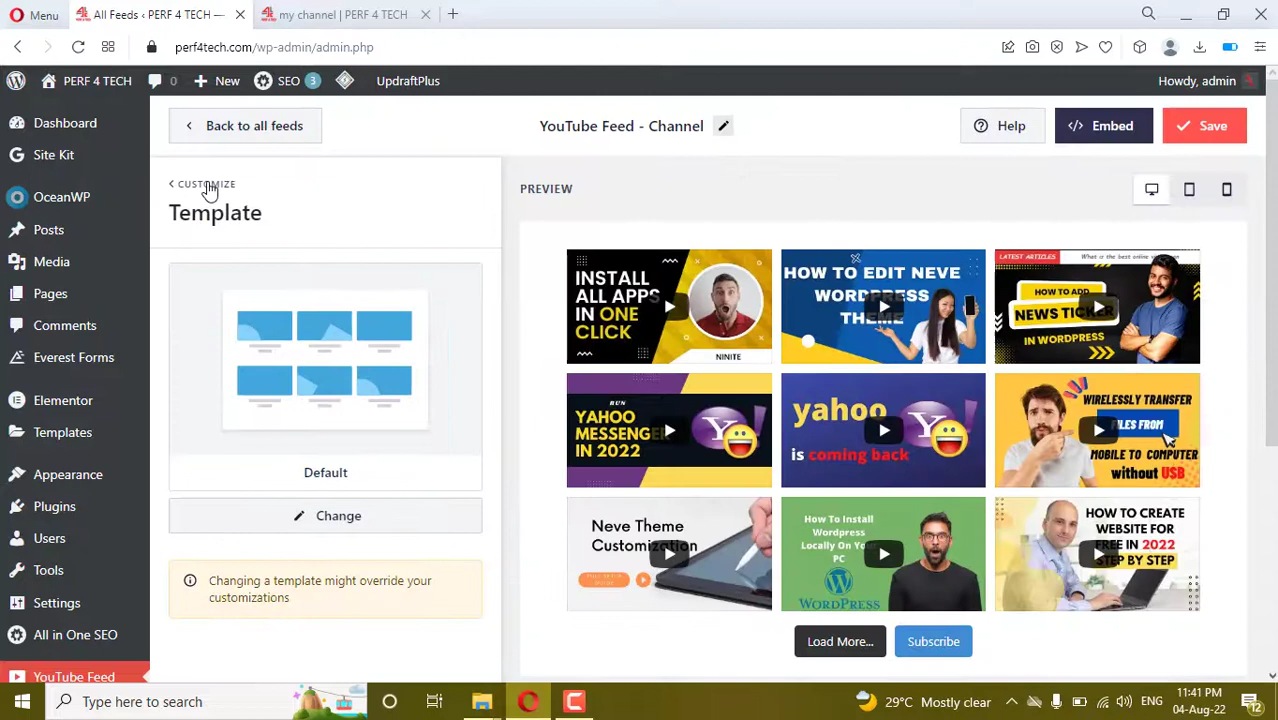 Menu
All Feeds ‹ PERF 4 TECH —
my channel | PERF 4 TECH
perf4tech.com/wp-admin/admin.php
PERF 4 TECH
0
New
SEO
3
UpdraftPlus
Howdy, admin
Dashboard
Site Kit
OceanWP
Posts
Media
Pages
Comments
Everest Forms
Elementor
Templates
Appearance
Plugins
Users
Tools
Settings
All in One SEO
YouTube Feed
Back to all feeds
YouTube Feed - Channel
Help
Embed
Save
CUSTOMIZE
Template
Default
Change
Changing a template might override your
customizations
PREVIEW
INSTALL
ALL APPS
IN ONE
CLICK
NINITE
HOW TO EDIT NEVE
WORDPRESS
THEME
LATEST ARTICLES
What is the best online
HOW TO ADD
NEWS TICKER
IN WORDPRESS
RUN
YAHOO
MESSENGER
IN 2022
yahoo
is coming back
WIRELESSLY TRANSFER
FILES FROM
MOBILE TO COMPUTER
without USB
Neve Theme
Customization
How To Install
Wordpress
Locally On Your
PC
WORDPRESS
HOW TO CREATE
WEBSITE FOR
FREE IN 2022
STEP BY STEP
Load More...
Subscribe
Type here to search
29°C Mostly clear
ENG
11:41 PM
04-Aug-22
12